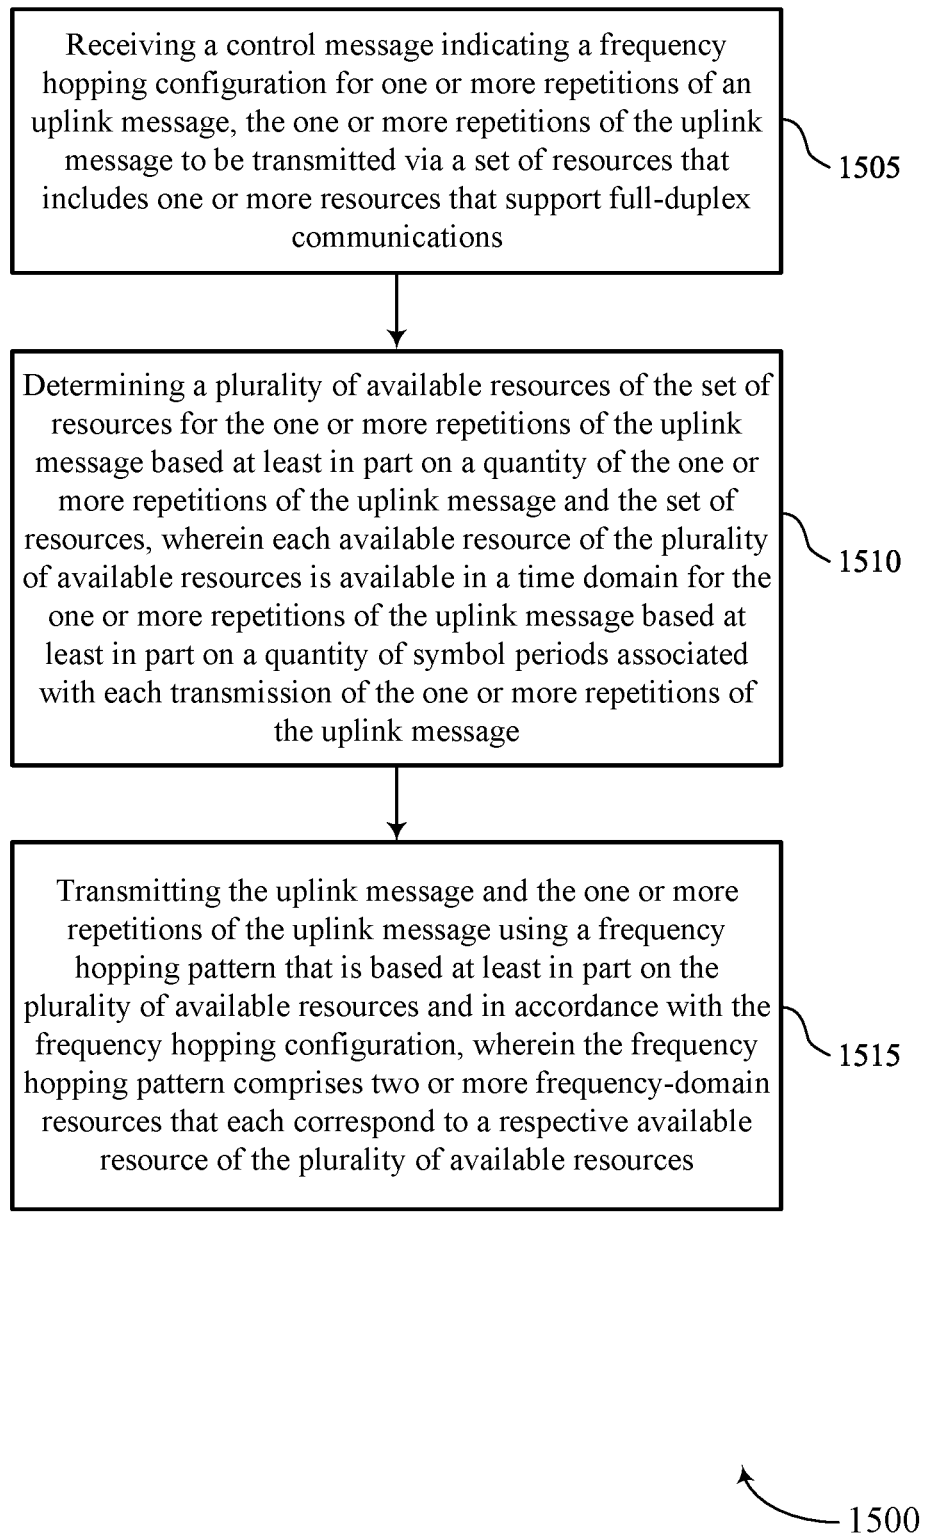 Receiving a control message indicating a frequency
hopping configuration for one or more repetitions of an
uplink message, the one or more repetitions of the uplink
message to be transmitted via a set of resources that
includes one or more resources that support full-duplex
communications
1505
Determining a plurality of available resources of the set of
resources for the one or more repetitions of the uplink
message based at least in part on a quantity of the one or
more repetitions of the uplink message and the set of
resources, wherein each available resource of the plurality
of available resources is available in a time domain for the
one or more repetitions of the uplink message based at
least in part on a quantity of symbol periods associated
with each transmission of the one or more repetitions of
the uplink message
1510
Transmitting the uplink message and the one or more
repetitions of the uplink message using a frequency
hopping pattern that is based at least in part on the
plurality of available resources and in accordance with the
frequency hopping configuration, wherein the frequency
hopping pattern comprises two or more frequency-domain
resources that each correspond to a respective available
resource of the plurality of available resources
1515
1500